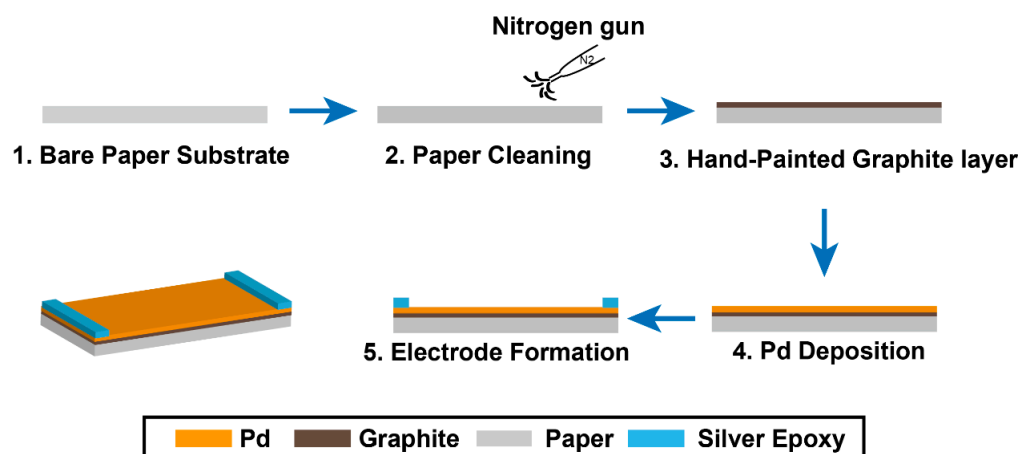 Nitrogen gun
N2
1. Bare Paper Substrate
2. Paper Cleaning
3. Hand-Painted Graphite layer
4. Pd Deposition
5. Electrode Formation
Pd Graphite Paper Silver Epoxy